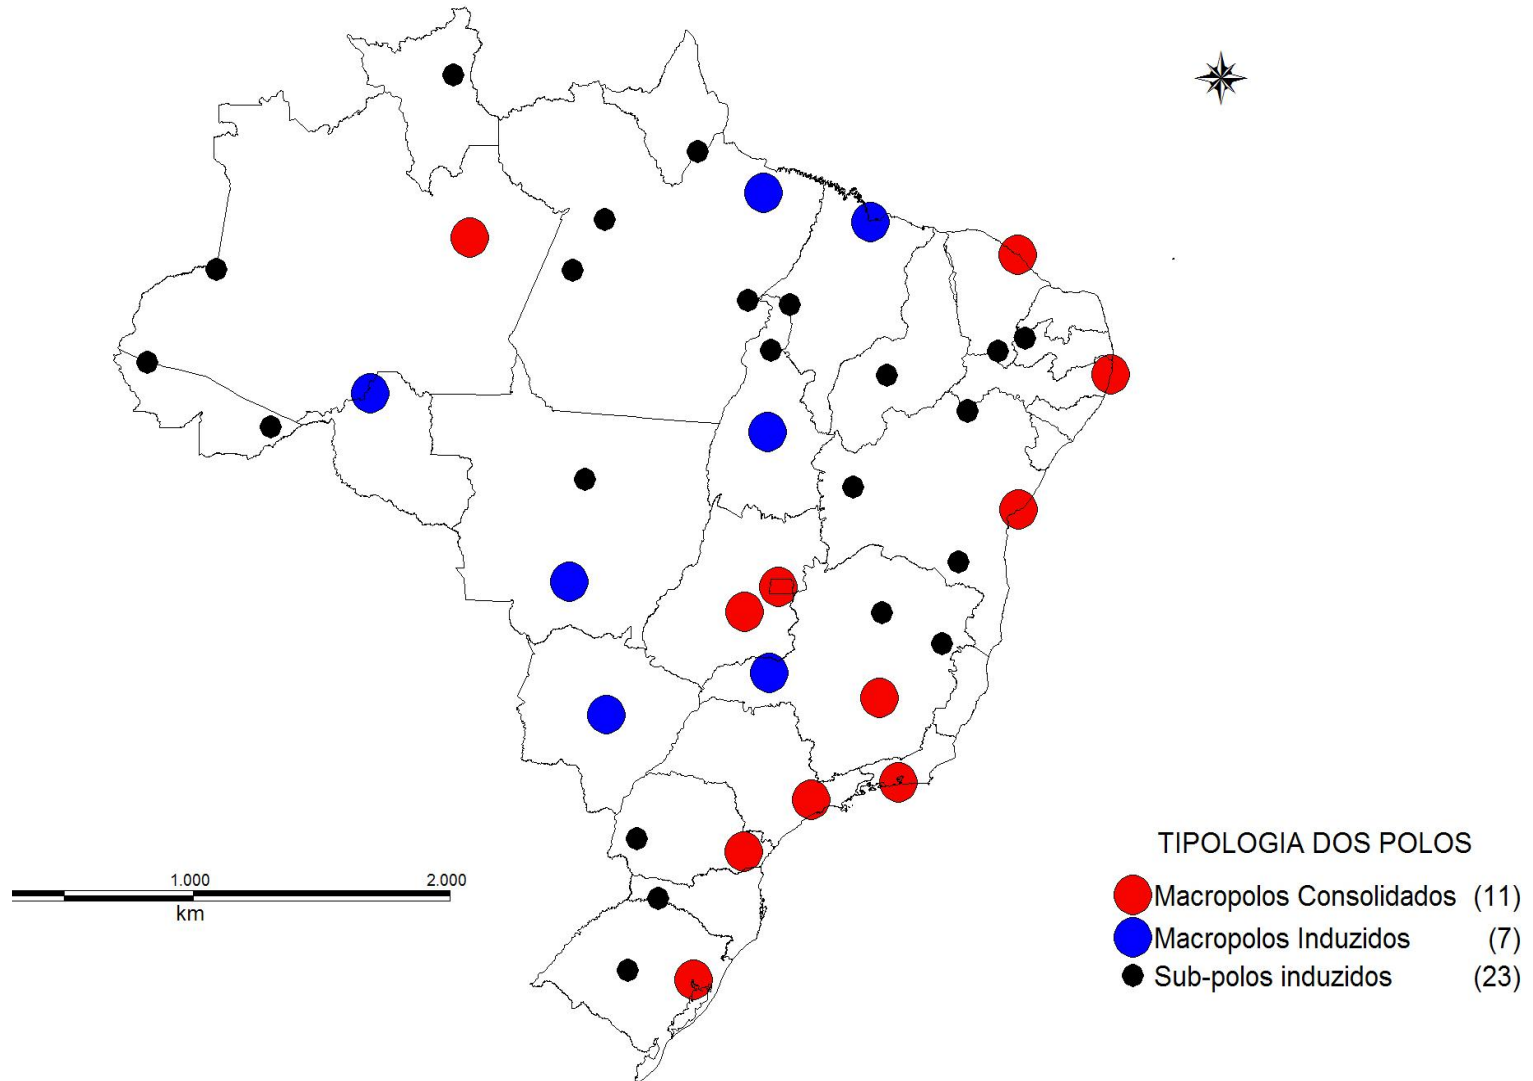 TIPOLOGIA DOS POLOS
1.000 2.000
km
Macropolos Consolidados (11)
Macropolos Induzidos (7)
Sub-polos induzidos (23)